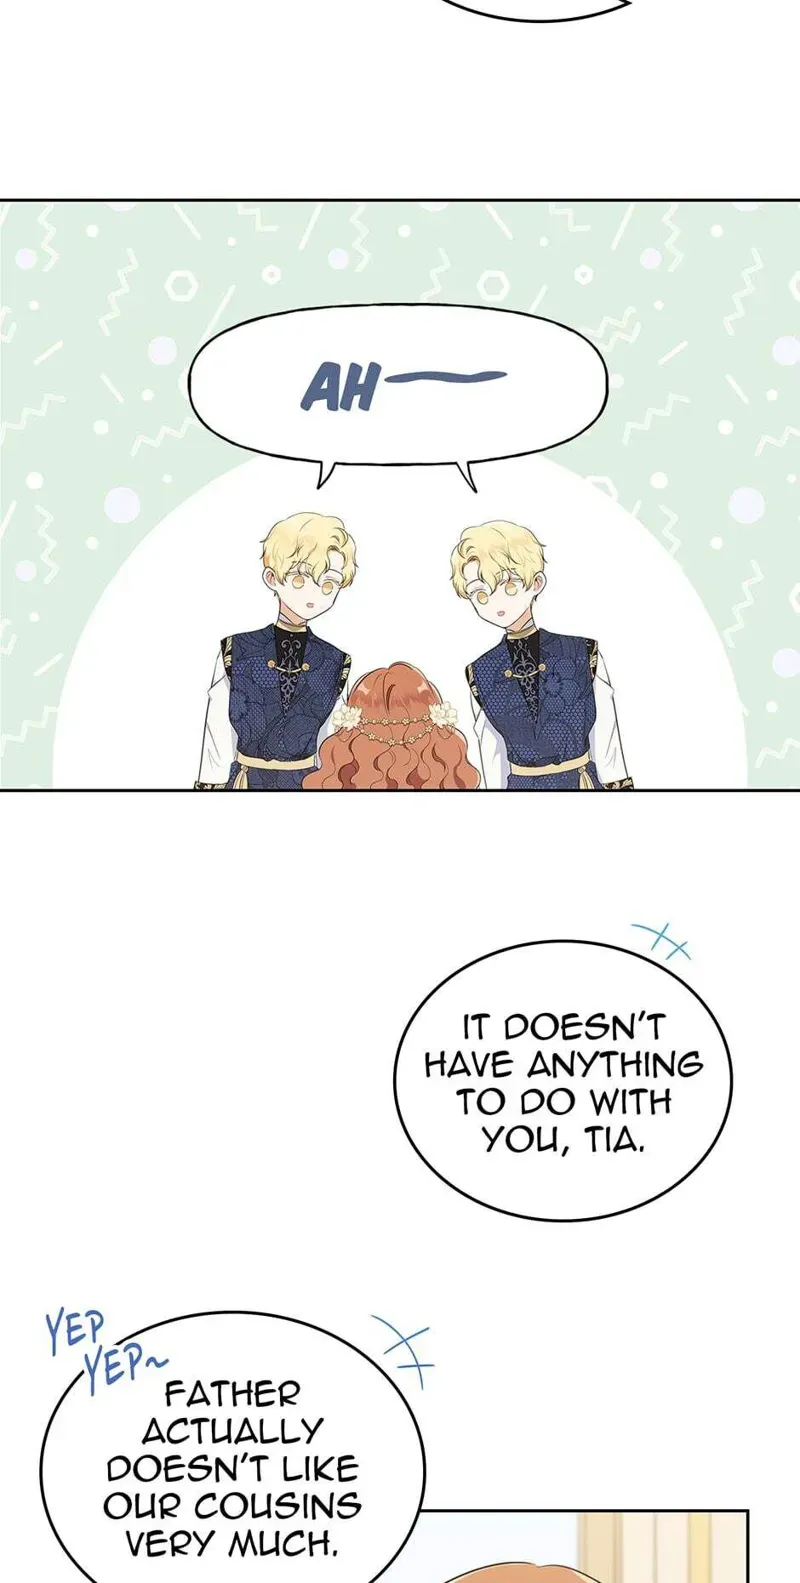 AH—
IT DOESN'T
HAVE ANYTHING
TO DO WITH
YOU, TIA.
YEP
YEP~
FATHER
ACTUALLY
DOESN'T LIKE
OUR COUSINS
VERY MUCH.